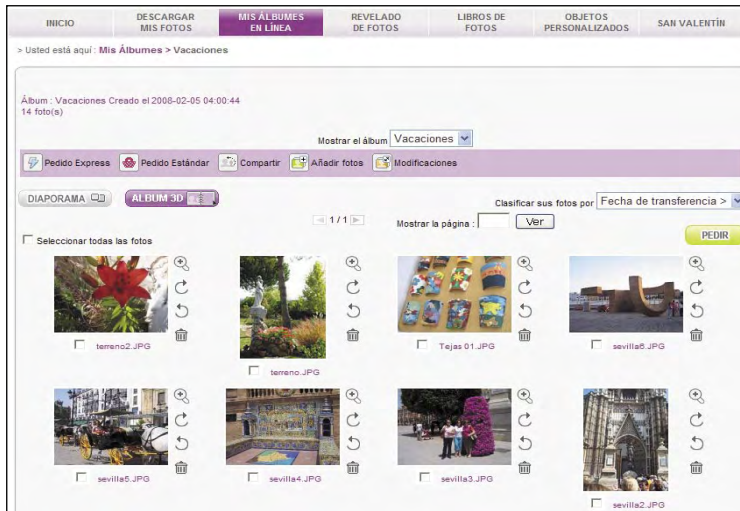 INICIO
DESCARGAR MIS FOTOS
MIS ÁLBUMES EN LÍNEA
REVELADO DE FOTOS
LIBROS DE FOTOS
OBJETOS PERSONALIZADOS
SAN VALENTÍN
> Usted está aquí : Mis Álbumes > Vacaciones
Álbum : Vacaciones Creado el 2008-02-05 04:00:44
14 foto(s)
Mostrar el álbum Vacaciones
Pedido Express Pedido Estándar Compartir Añadir fotos Modificaciones
DIAPORAMA ALBUM 3D
Clasificar sus fotos por Fecha de transferencia >
1 / 1 Mostrar la página : Ver
PEDIR
Seleccionar todas las fotos
terreno2.JPG
terreno.JPG
Tejas 01.JPG
sevilla6.JPG
sevilla5.JPG
sevilla4.JPG
sevilla3.JPG
sevilla2.JPG